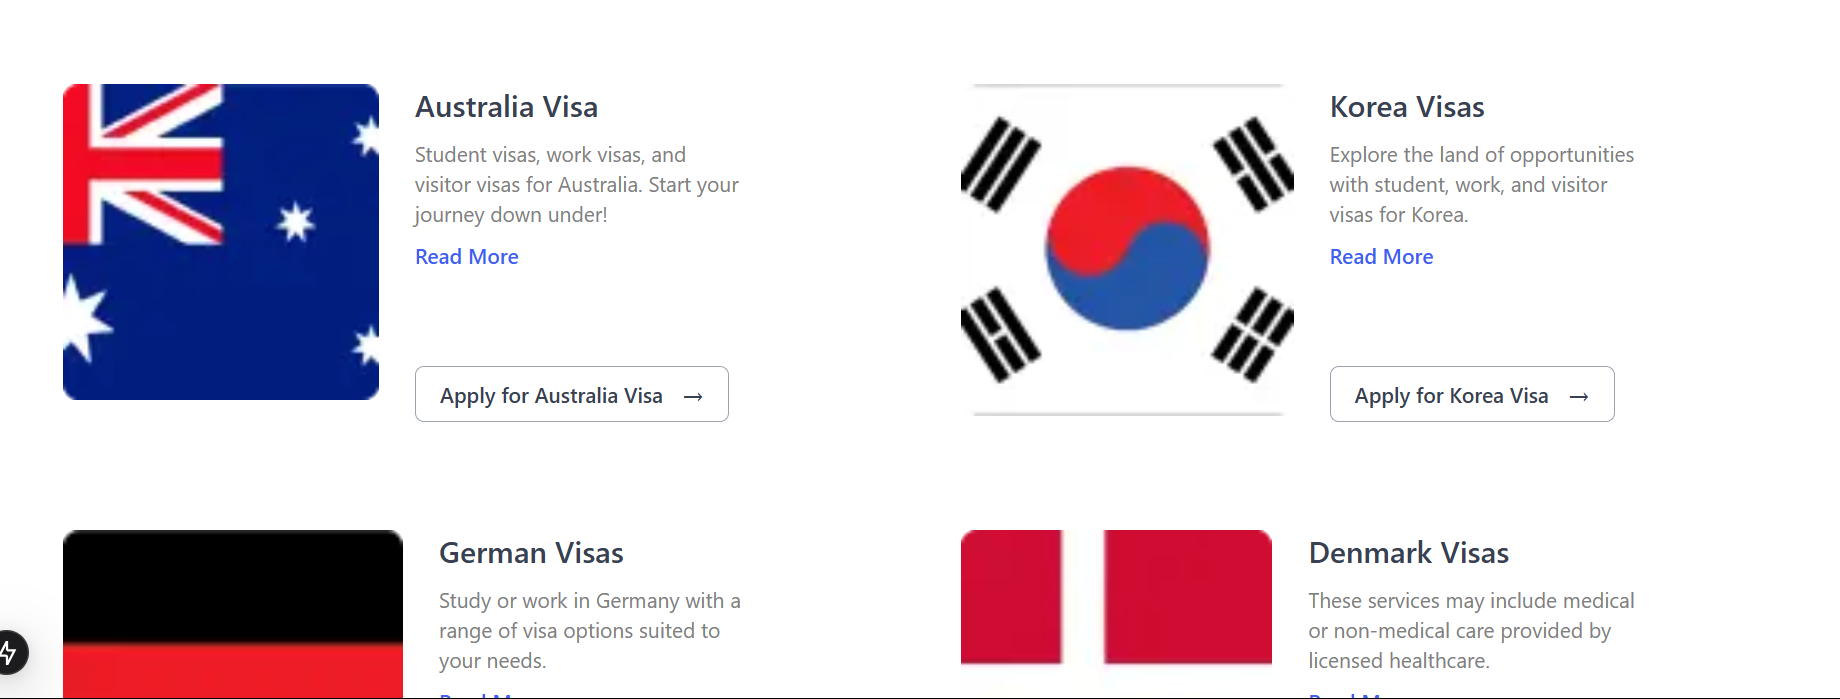 Australia Visa
Student visas, work visas, and
visitor visas for Australia. Start your
journey down under!
Read More
Apply for Australia Visa →
Korea Visas
Explore the land of opportunities
with student, work, and visitor
visas for Korea.
Read More
Apply for Korea Visa →
German Visas
Study or work in Germany with a
range of visa options suited to
your needs.
Denmark Visas
These services may include medical
or non-medical care provided by
licensed healthcare.